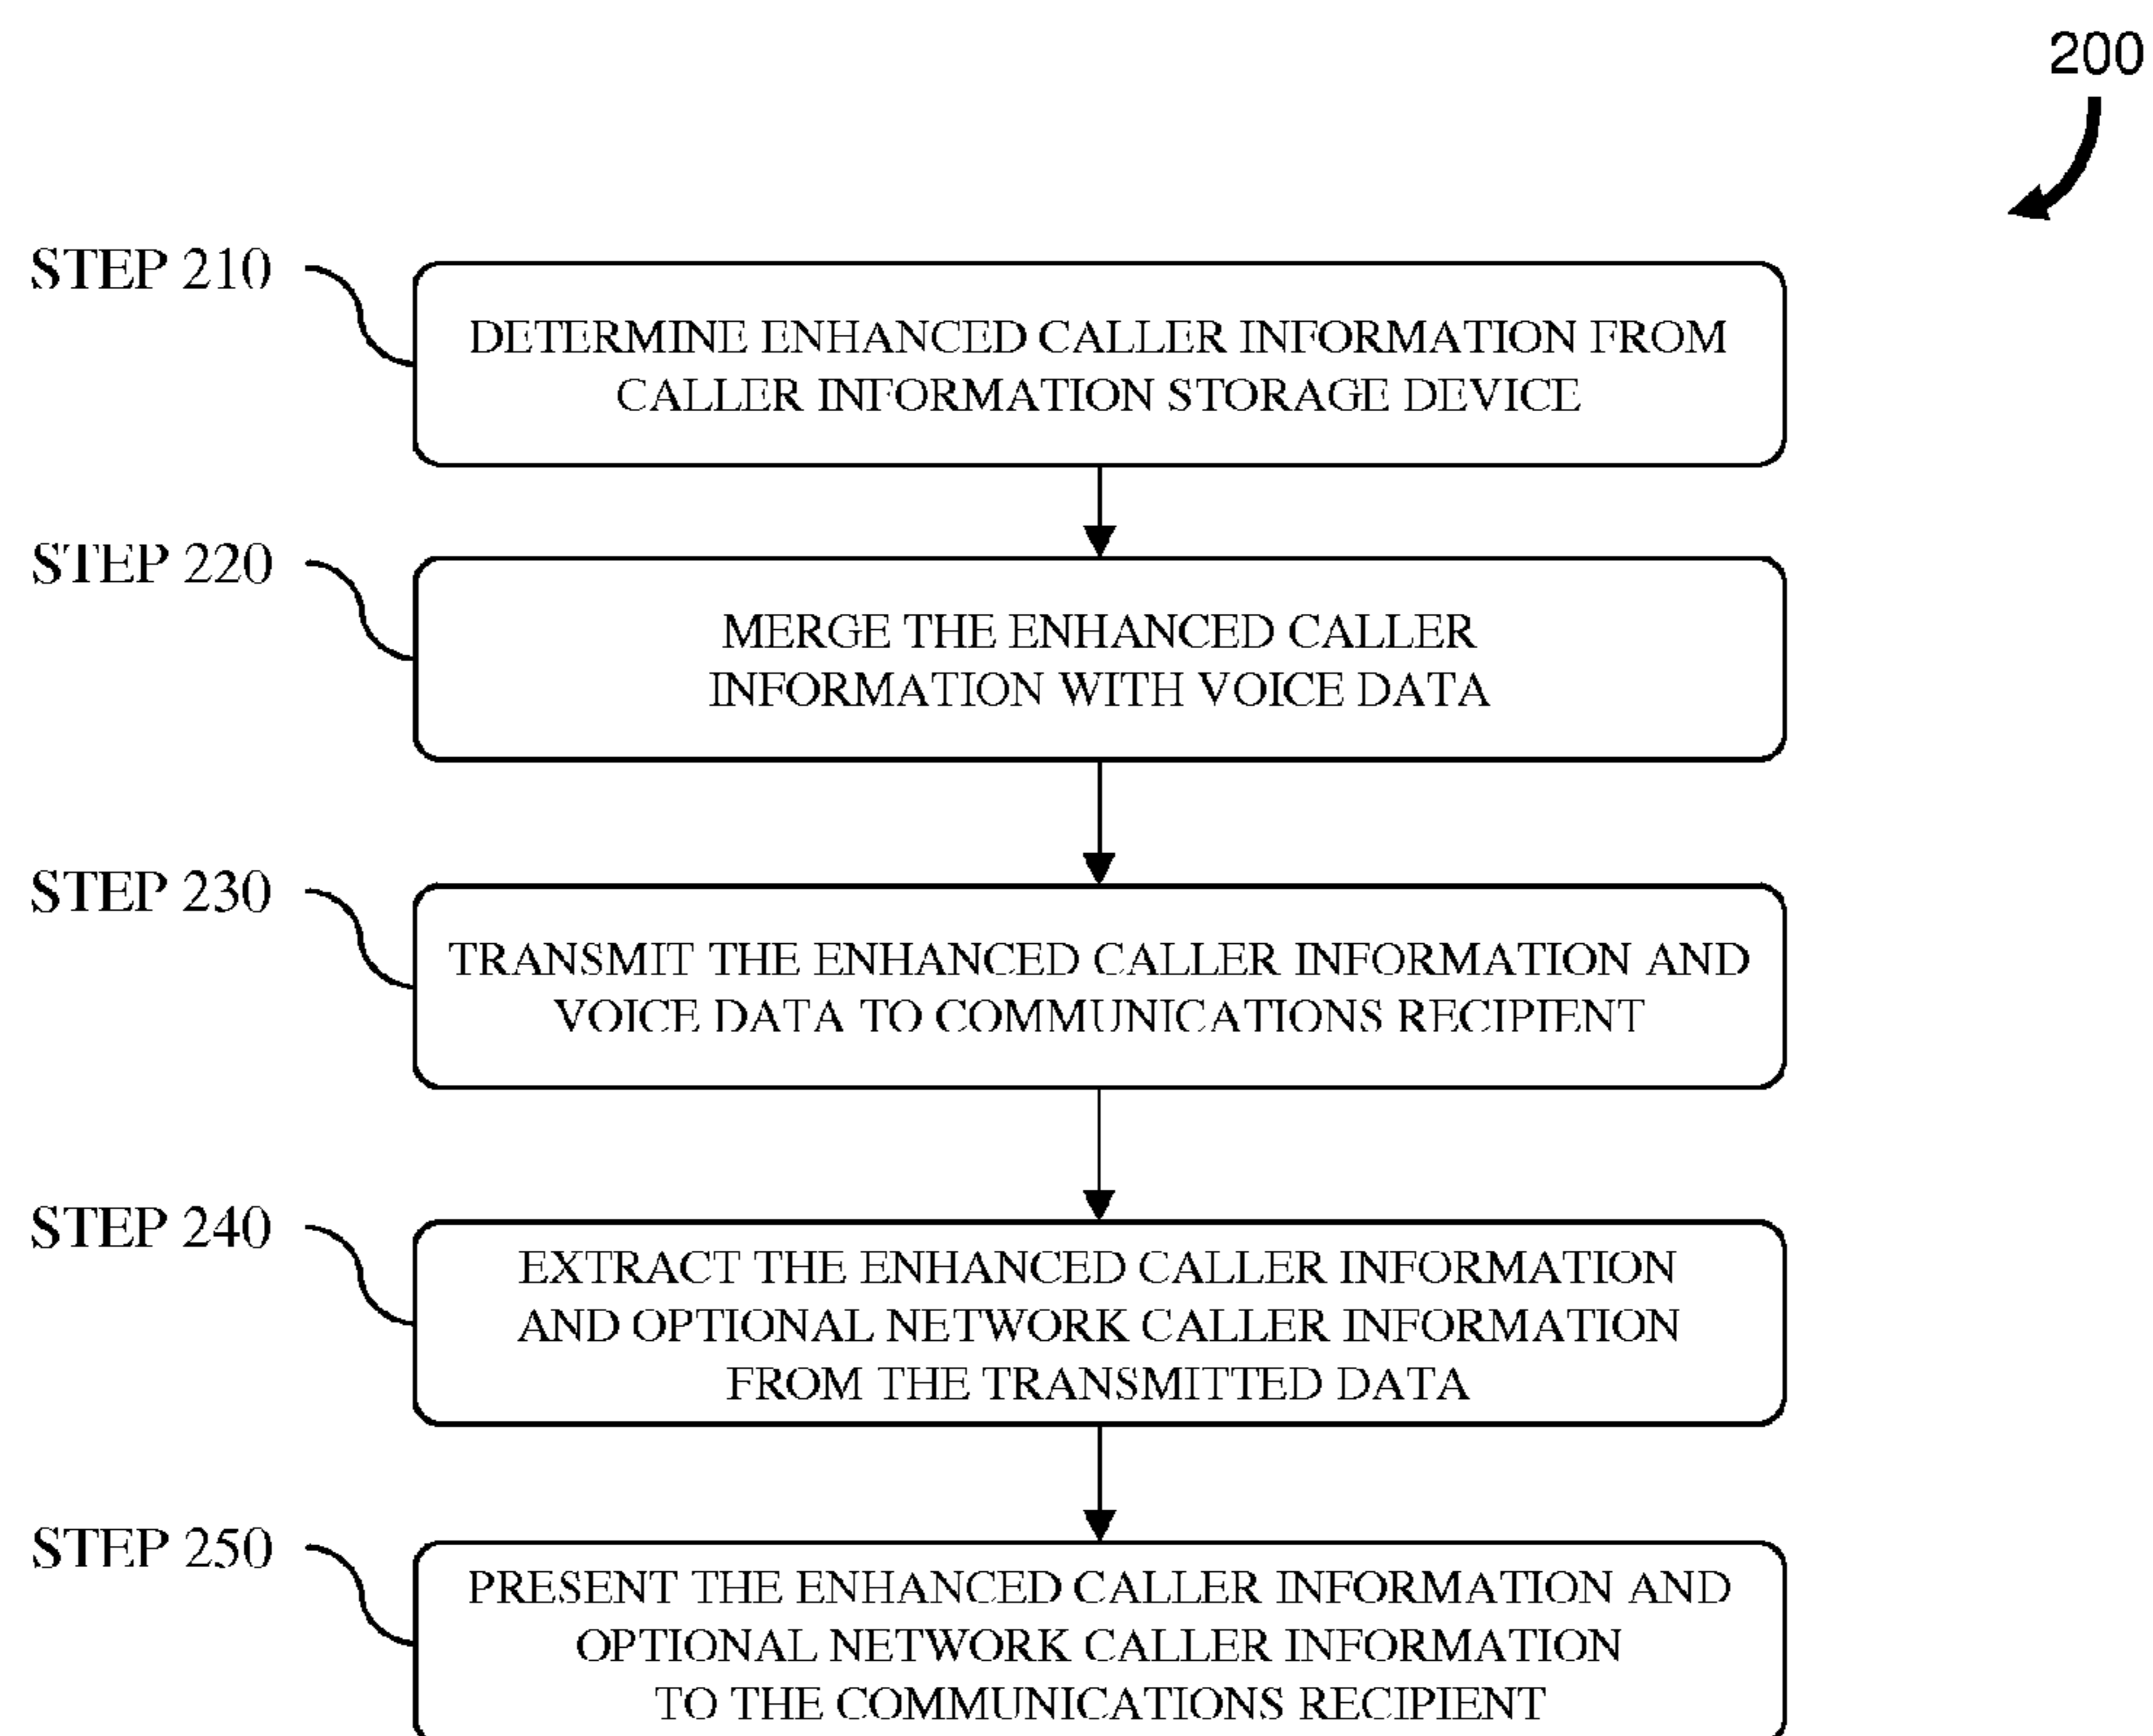 200
STEP 210
DETERMINE ENHANCED CALLER INFORMATION FROM
CALLER INFORMATION STORAGE DEVICE
STEP 220
MERGE THE ENHANCED CALLER
INFORMATION WITH VOICE DATA
STEP 230
TRANSMIT THE ENHANCED CALLER INFORMATION AND
VOICE DATA TO COMMUNICATIONS RECIPIENT
STEP 240
EXTRACT THE ENHANCED CALLER INFORMATION
AND OPTIONAL NETWORK CALLER INFORMATION
FROM THE TRANSMITTED DATA
STEP 250
PRESENT THE ENHANCED CALLER INFORMATION AND
OPTIONAL NETWORK CALLER INFORMATION
TO THE COMMUNICATIONS RECIPIENT